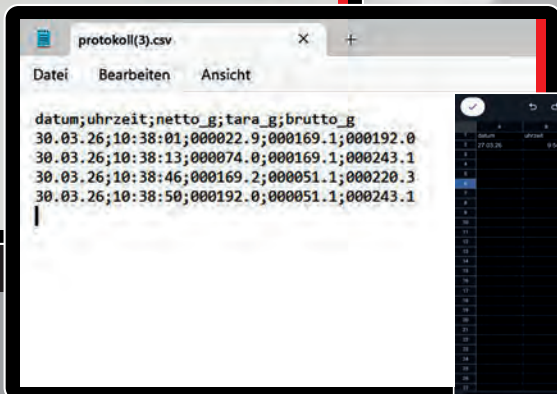 protokoll(3).csv
Datei Bearbeiten Ansicht
datum;uhrzeit;netto_g;tara_g;brutto_g
30.03.26;10:38:01;000022.9;000169.1;000192.0
30.03.26;10:38:13;000074.0;000169.1;000243.1
30.03.26;10:38:46;000169.2;000051.1;000220.3
30.03.26;10:38:50;000192.0;000051.1;000243.1
A
datum uhrzeit
27.03.26